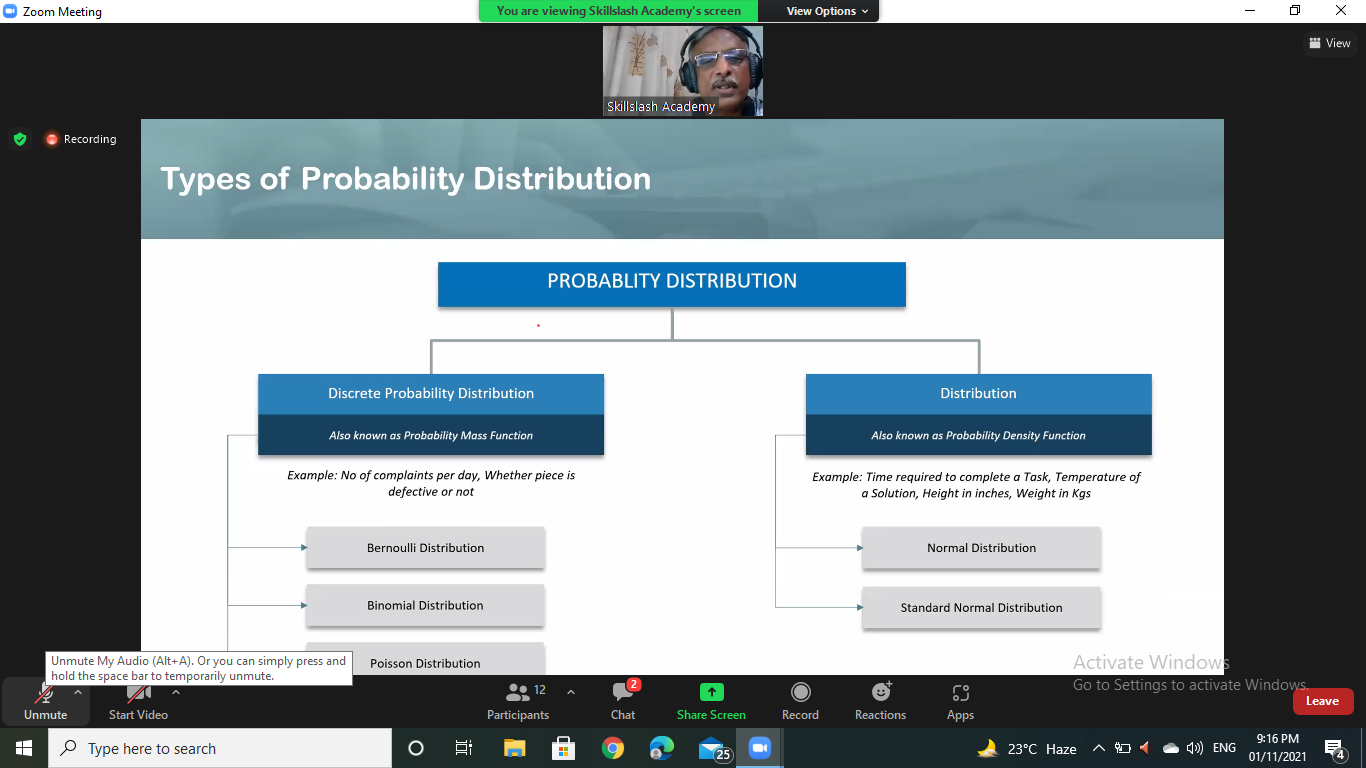 Zoom Meeting
You are viewing Skillslash Academy's screen
View Options
View
Skillslash Academy
Recording
Types of Probability Distribution
PROBABLITY DISTRIBUTION
Discrete Probability Distribution
Also known as Probability Mass Function
Example: No of complaints per day, Whether piece is
defective or not
Bernoulli Distribution
Binomial Distribution
Poisson Distribution
Distribution
Also known as Probability Density Function
Example: Time required to complete a Task, Temperature of
a Solution, Height in inches, Weight in Kgs
Normal Distribution
Standard Normal Distribution
Unmute My Audio (Alt+A). Or you can simply press and
hold the space bar to temporarily unmute.
Activate Windows
Go to Settings to activate Windows.
Unmute
Start Video
12
Participants
2
Chat
Share Screen
Record
Reactions
Apps
Leave
Type here to search
25
23°C Haze
ENG
9:16 PM
01/11/2021
4